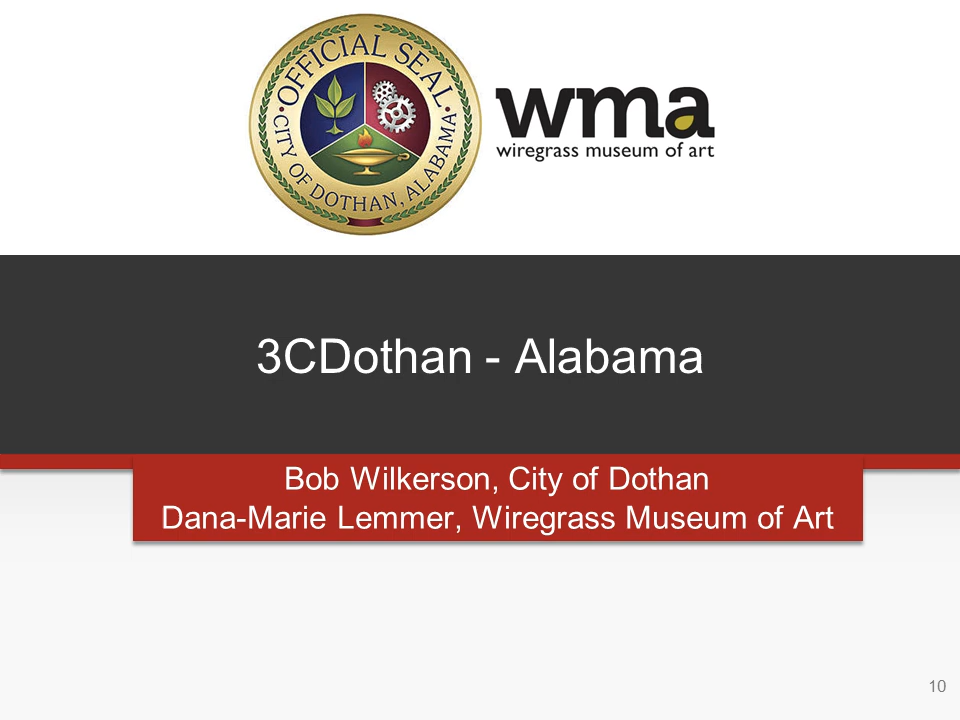 OFFICIAL SEAL
CITY OF DOTHAN, ALABAMA
wma
wiregrass museum of art
3CDothan - Alabama
Bob Wilkerson, City of Dothan
Dana-Marie Lemmer, Wiregrass Museum of Art
10